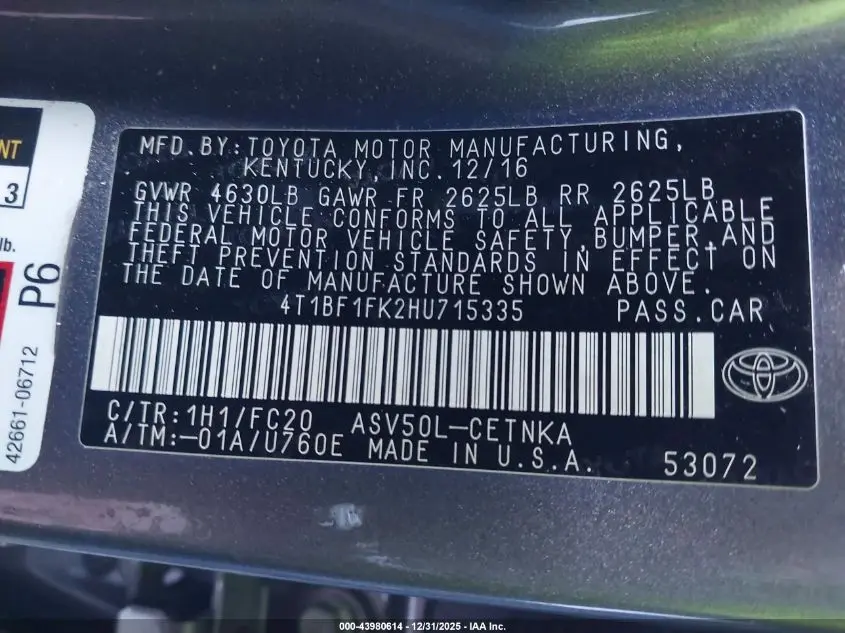 NT
3
lb.
P6
42661-06712
MFD.BY:TOYOTA MOTOR MANUFACTURING,
KENTUCKY,INC.12/16
GVWR 4630LB GAWR FR 2625LB RR 2625LB
THIS VEHICLE CONFORMS TO ALL APPLICABLE
FEDERAL MOTOR VEHICLE SAFETY,BUMPER,AND
THEFT PREVENTION STANDARDS IN EFFECT ON
THE DATE OF MANUFACTURE SHOWN ABOVE.
4T1BF1FK2HU715335 PASS.CAR
C/TR:1H1/FC20 ASV50L-CETNKA
A/TM:-01A/U760E MADE IN U.S.A. 53072
000-43980614 - 12/31/2025 - IAA Inc.